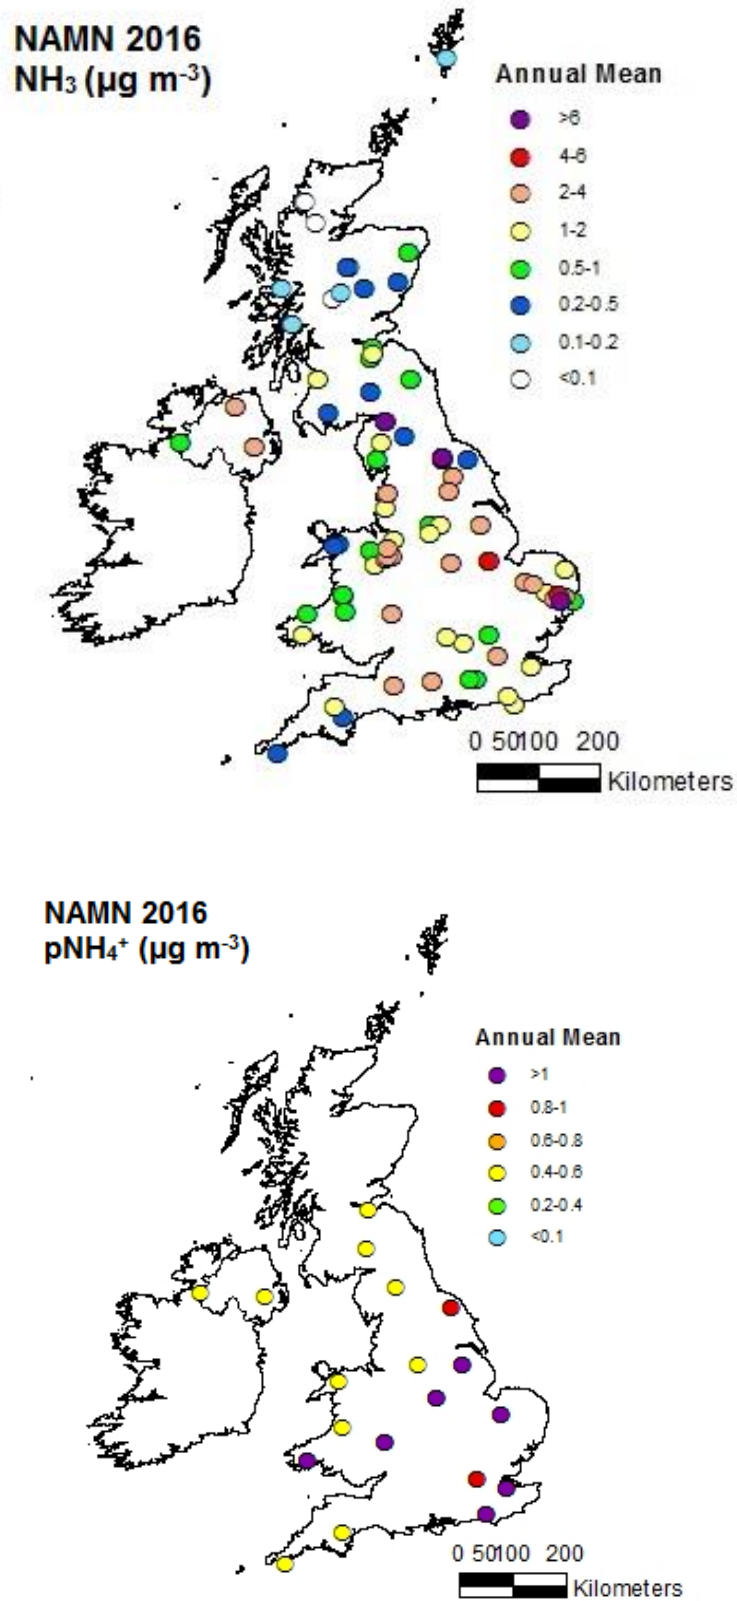 NAMN 2016
NH₃ (µg m⁻³)
Annual Mean
>6
4-6
2-4
1-2
0.5-1
0.2-0.5
0.1-0.2
<0.1
0 50100 200
Kilometers
NAMN 2016
pNH₄⁺ (µg m⁻³)
Annual Mean
>1
0.8-1
0.6-0.8
0.4-0.6
0.2-0.4
<0.1
0 50100 200
Kilometers